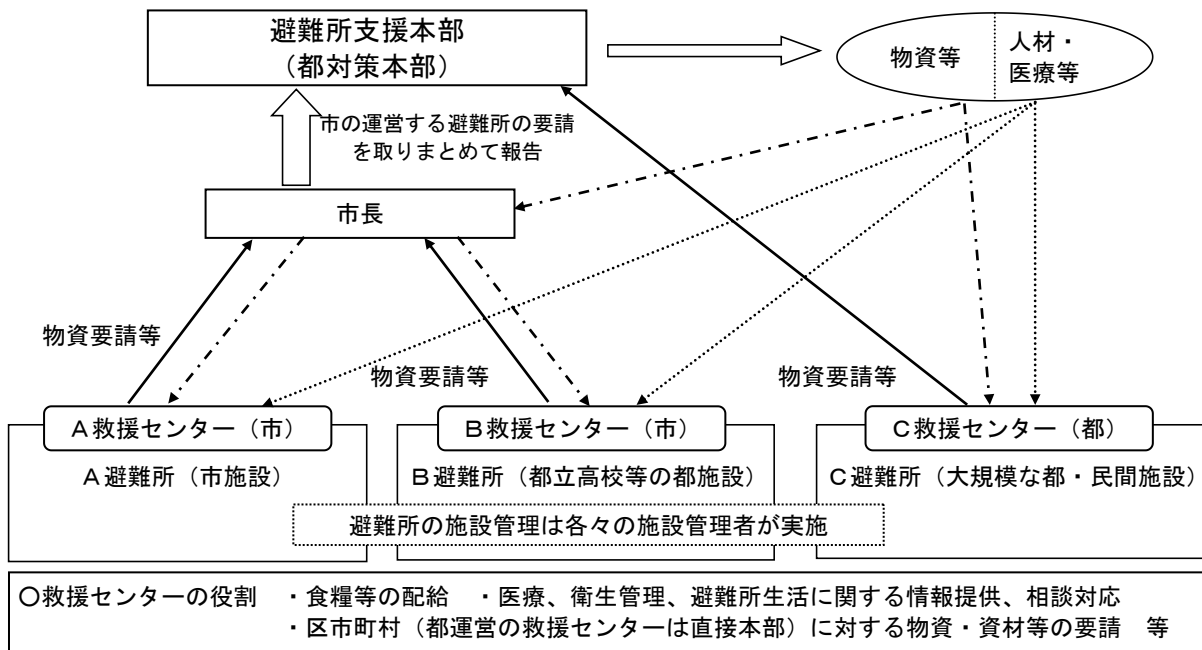 避難所支援本部
（都対策本部）
物資等
人材・
医療等
市の運営する避難所の要請
を取りまとめて報告
市長
物資要請等
物資要請等
物資要請等
Ａ救援センター（市）
Ｂ救援センター（市）
Ｃ救援センター（都）
Ａ避難所（市施設）
Ｂ避難所（都立高校等の都施設）
Ｃ避難所（大規模な都・民間施設）
避難所の施設管理は各々の施設管理者が実施
○救援センターの役割　・食糧等の配給　・医療、衛生管理、避難所生活に関する情報提供、相談対応
・区市町村（都運営の救援センターは直接本部）に対する物資・資材等の要請　等